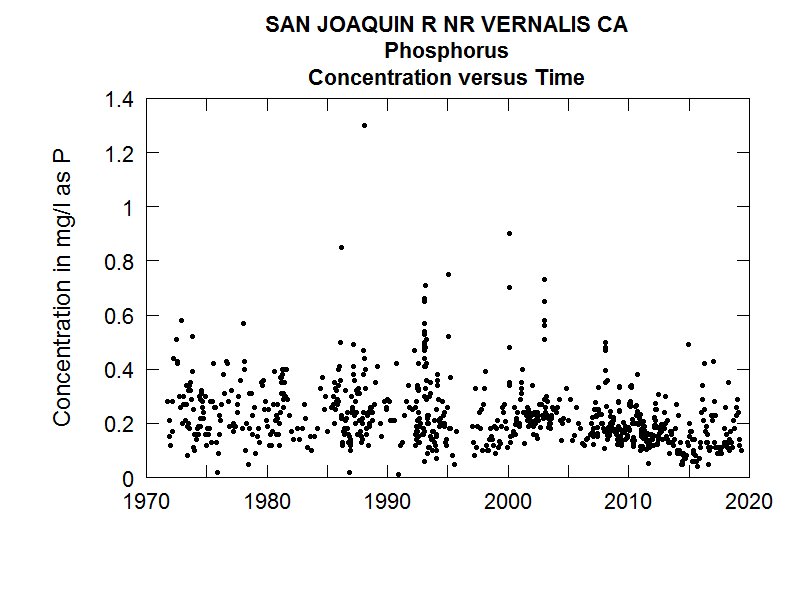 SAN JOAQUIN R NR VERNALIS CA
Phosphorus
Concentration versus Time
Concentration in mg/l as P
1.4
1.2
1
0.8
0.6
0.4
0.2
0
1970 1980 1990 2000 2010 2020